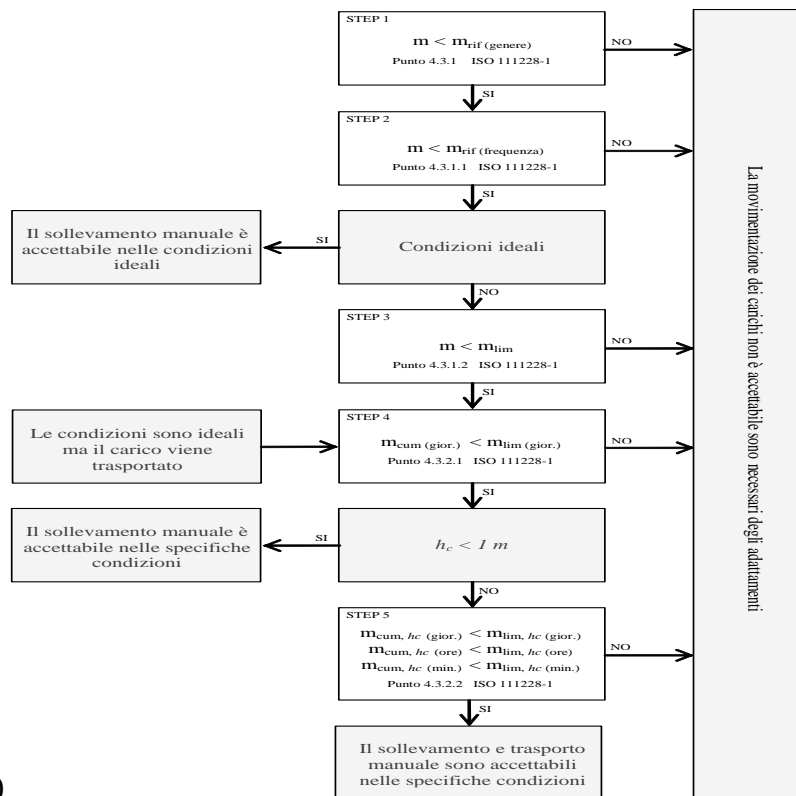 STEP 1
m < mrif (genere)
Punto 4.3.1 ISO 111228-1
NO
SI
STEP 2
m < mrif (frequenza)
Punto 4.3.1.1 ISO 111228-1
NO
SI
Il sollevamento manuale è
accettabile nelle condizioni
ideali
SI
Condizioni ideali
NO
STEP 3
m < mlim
Punto 4.3.1.2 ISO 111228-1
NO
SI
Le condizioni sono ideali
ma il carico viene
trasportato
STEP 4
mcum (gior.) < mlim (gior.)
Punto 4.3.2.1 ISO 111228-1
NO
SI
Il sollevamento manuale è
accettabile nelle specifiche
condizioni
SI
hc < 1 m
NO
STEP 5
mcum, hc (gior.) < mlim, hc (gior.)
mcum, hc (ore) < mlim, hc (ore)
mcum, hc (min.) < mlim, hc (min.)
Punto 4.3.2.2 ISO 111228-1
NO
SI
Il sollevamento e trasporto
manuale sono accettabili
nelle specifiche condizioni
La movimentazione dei carichi non è accettabile sono necessari degli adattamenti